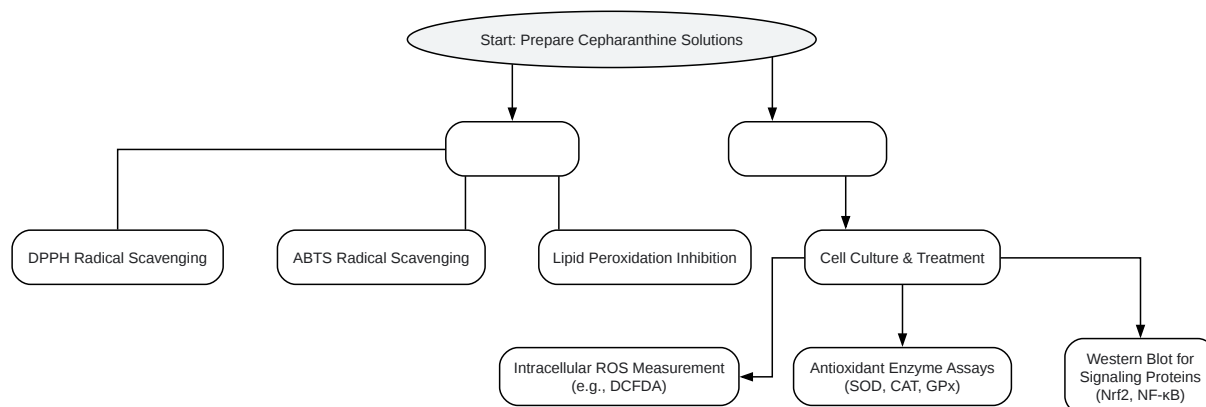 Start: Prepare Cepharanthine Solutions
DPPH Radical Scavenging
ABTS Radical Scavenging
Lipid Peroxidation Inhibition
Cell Culture & Treatment
Intracellular ROS Measurement
(e.g., DCFDA)
Antioxidant Enzyme Assays
(SOD, CAT, GPx)
Western Blot for
Signaling Proteins
(Nrf2, NF-κB)